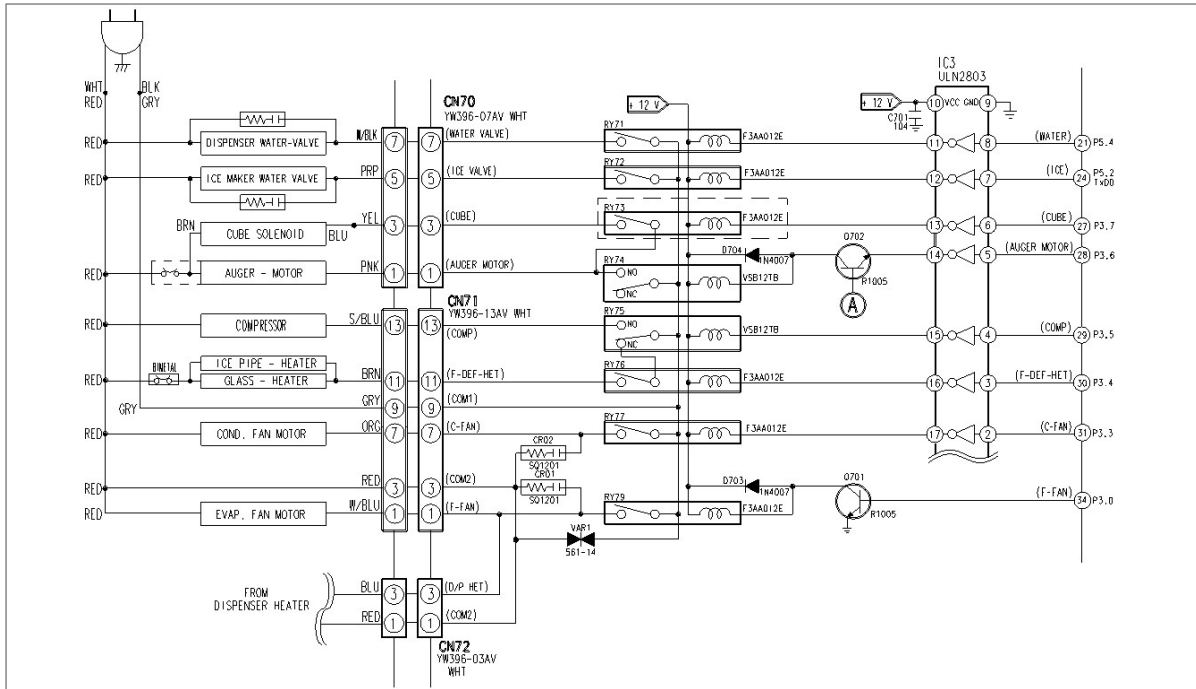 WHT BLK
RED GRY
CN70
YW396-07AV WHT
+ 12 V
+ 12 V
IC3
ULN2803
10 VCC GND 9
C701
104
RED DISPENSER WATER-VALVE W/BLK 7 7 (WATER VALVE) RY71 F3AA012E 11 8 (WATER) 21 P5.4
RED ICE MAKER WATER VALVE PRP 5 5 (ICE VALVE) RY72 F3AA012E 12 7 (ICE) 24 P5.2
TxD0
BRN CUBE SOLENOID YEL BLU 3 3 (CUBE) RY73 F3AA012E 13 6 (CUBE) 27 P3.7
RED AUGER - MOTOR PNK 1 1 (AUGER MOTOR) RY74 NO NC VSB12TB D704 1N4007 Q702 R1005 A 14 5 (AUGER MOTOR) 28 P3.6
CN71
YW396-13AV WHT
RED COMPRESSOR S/BLU 13 13 (COMP) RY75 NO NC VSB12TB 15 4 (COMP) 29 P3.5
BIMETAL ICE PIPE - HEATER
RED GLASS - HEATER BRN 11 11 (F-DEF-HET) RY76 F3AA012E 16 3 (F-DEF-HET) 30 P3.4
GRY GRY 9 9 (COM1)
RED COND. FAN MOTOR ORG 7 7 (C-FAN) RY77 F3AA012E 17 2 (C-FAN) 31 P3.3
CR02
SQ1201
CR01
SQ1201
RED RED 3 3 (COM2)
RED EVAP. FAN MOTOR W/BLU 1 1 (F-FAN) RY79 F3AA012E D703 1N4007 Q701 R1005 (F-FAN) 34 P3.0
VAR1
561-14
FROM
DISPENSER HEATER
BLU 3 3 (D/P HET)
RED 1 1 (COM2)
CN72
YW396-03AV
WHT